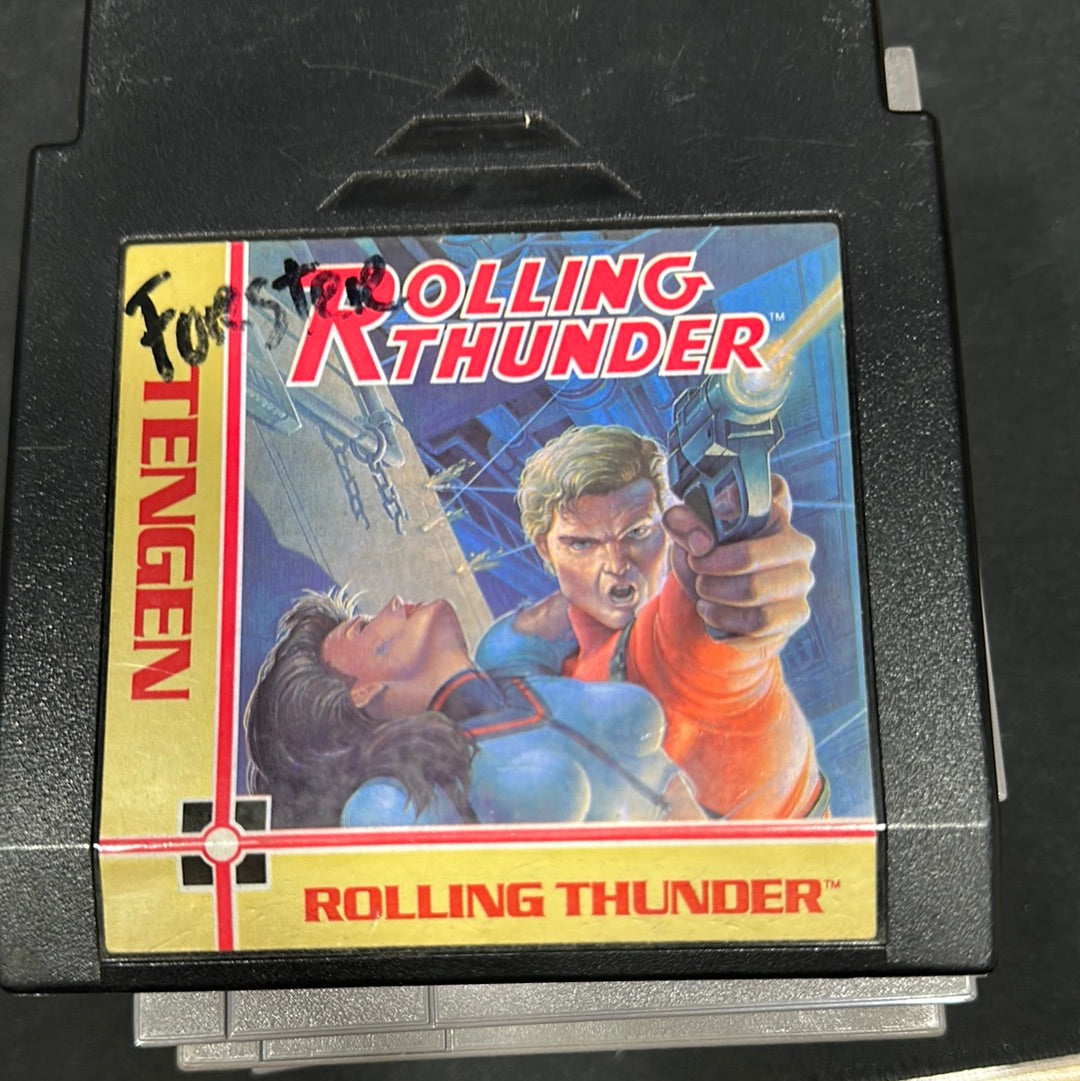 Forster
ROLLING
THUNDER™
TENGEN
ROLLING THUNDER™